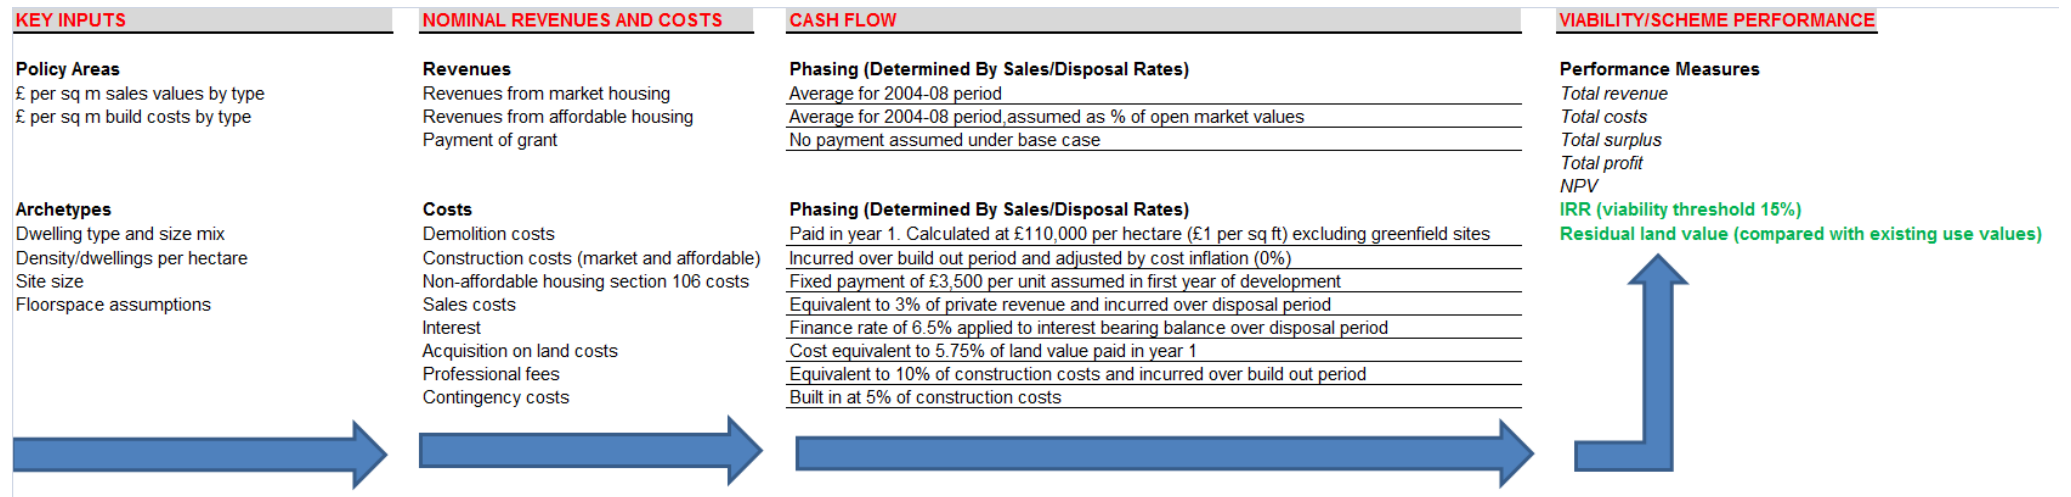 KEY INPUTS
NOMINAL REVENUES AND COSTS
CASH FLOW
VIABILITY/SCHEME PERFORMANCE
Policy Areas
£ per sq m sales values by type
£ per sq m build costs by type
Archetypes
Dwelling type and size mix
Density/dwellings per hectare
Site size
Floorspace assumptions
Revenues
Revenues from market housing
Revenues from affordable housing
Payment of grant
Costs
Demolition costs
Construction costs (market and affordable)
Non-affordable housing section 106 costs
Sales costs
Interest
Acquisition on land costs
Professional fees
Contingency costs
Phasing (Determined By Sales/Disposal Rates)
Average for 2004-08 period
Average for 2004-08 period,assumed as % of open market values
No payment assumed under base case
Phasing (Determined By Sales/Disposal Rates)
Paid in year 1. Calculated at £110,000 per hectare (£1 per sq ft) excluding greenfield sites
Incurred over build out period and adjusted by cost inflation (0%)
Fixed payment of £3,500 per unit assumed in first year of development
Equivalent to 3% of private revenue and incurred over disposal period
Finance rate of 6.5% applied to interest bearing balance over disposal period
Cost equivalent to 5.75% of land value paid in year 1
Equivalent to 10% of construction costs and incurred over build out period
Built in at 5% of construction costs
Performance Measures
Total revenue
Total costs
Total surplus
Total profit
NPV
IRR (viability threshold 15%)
Residual land value (compared with existing use values)